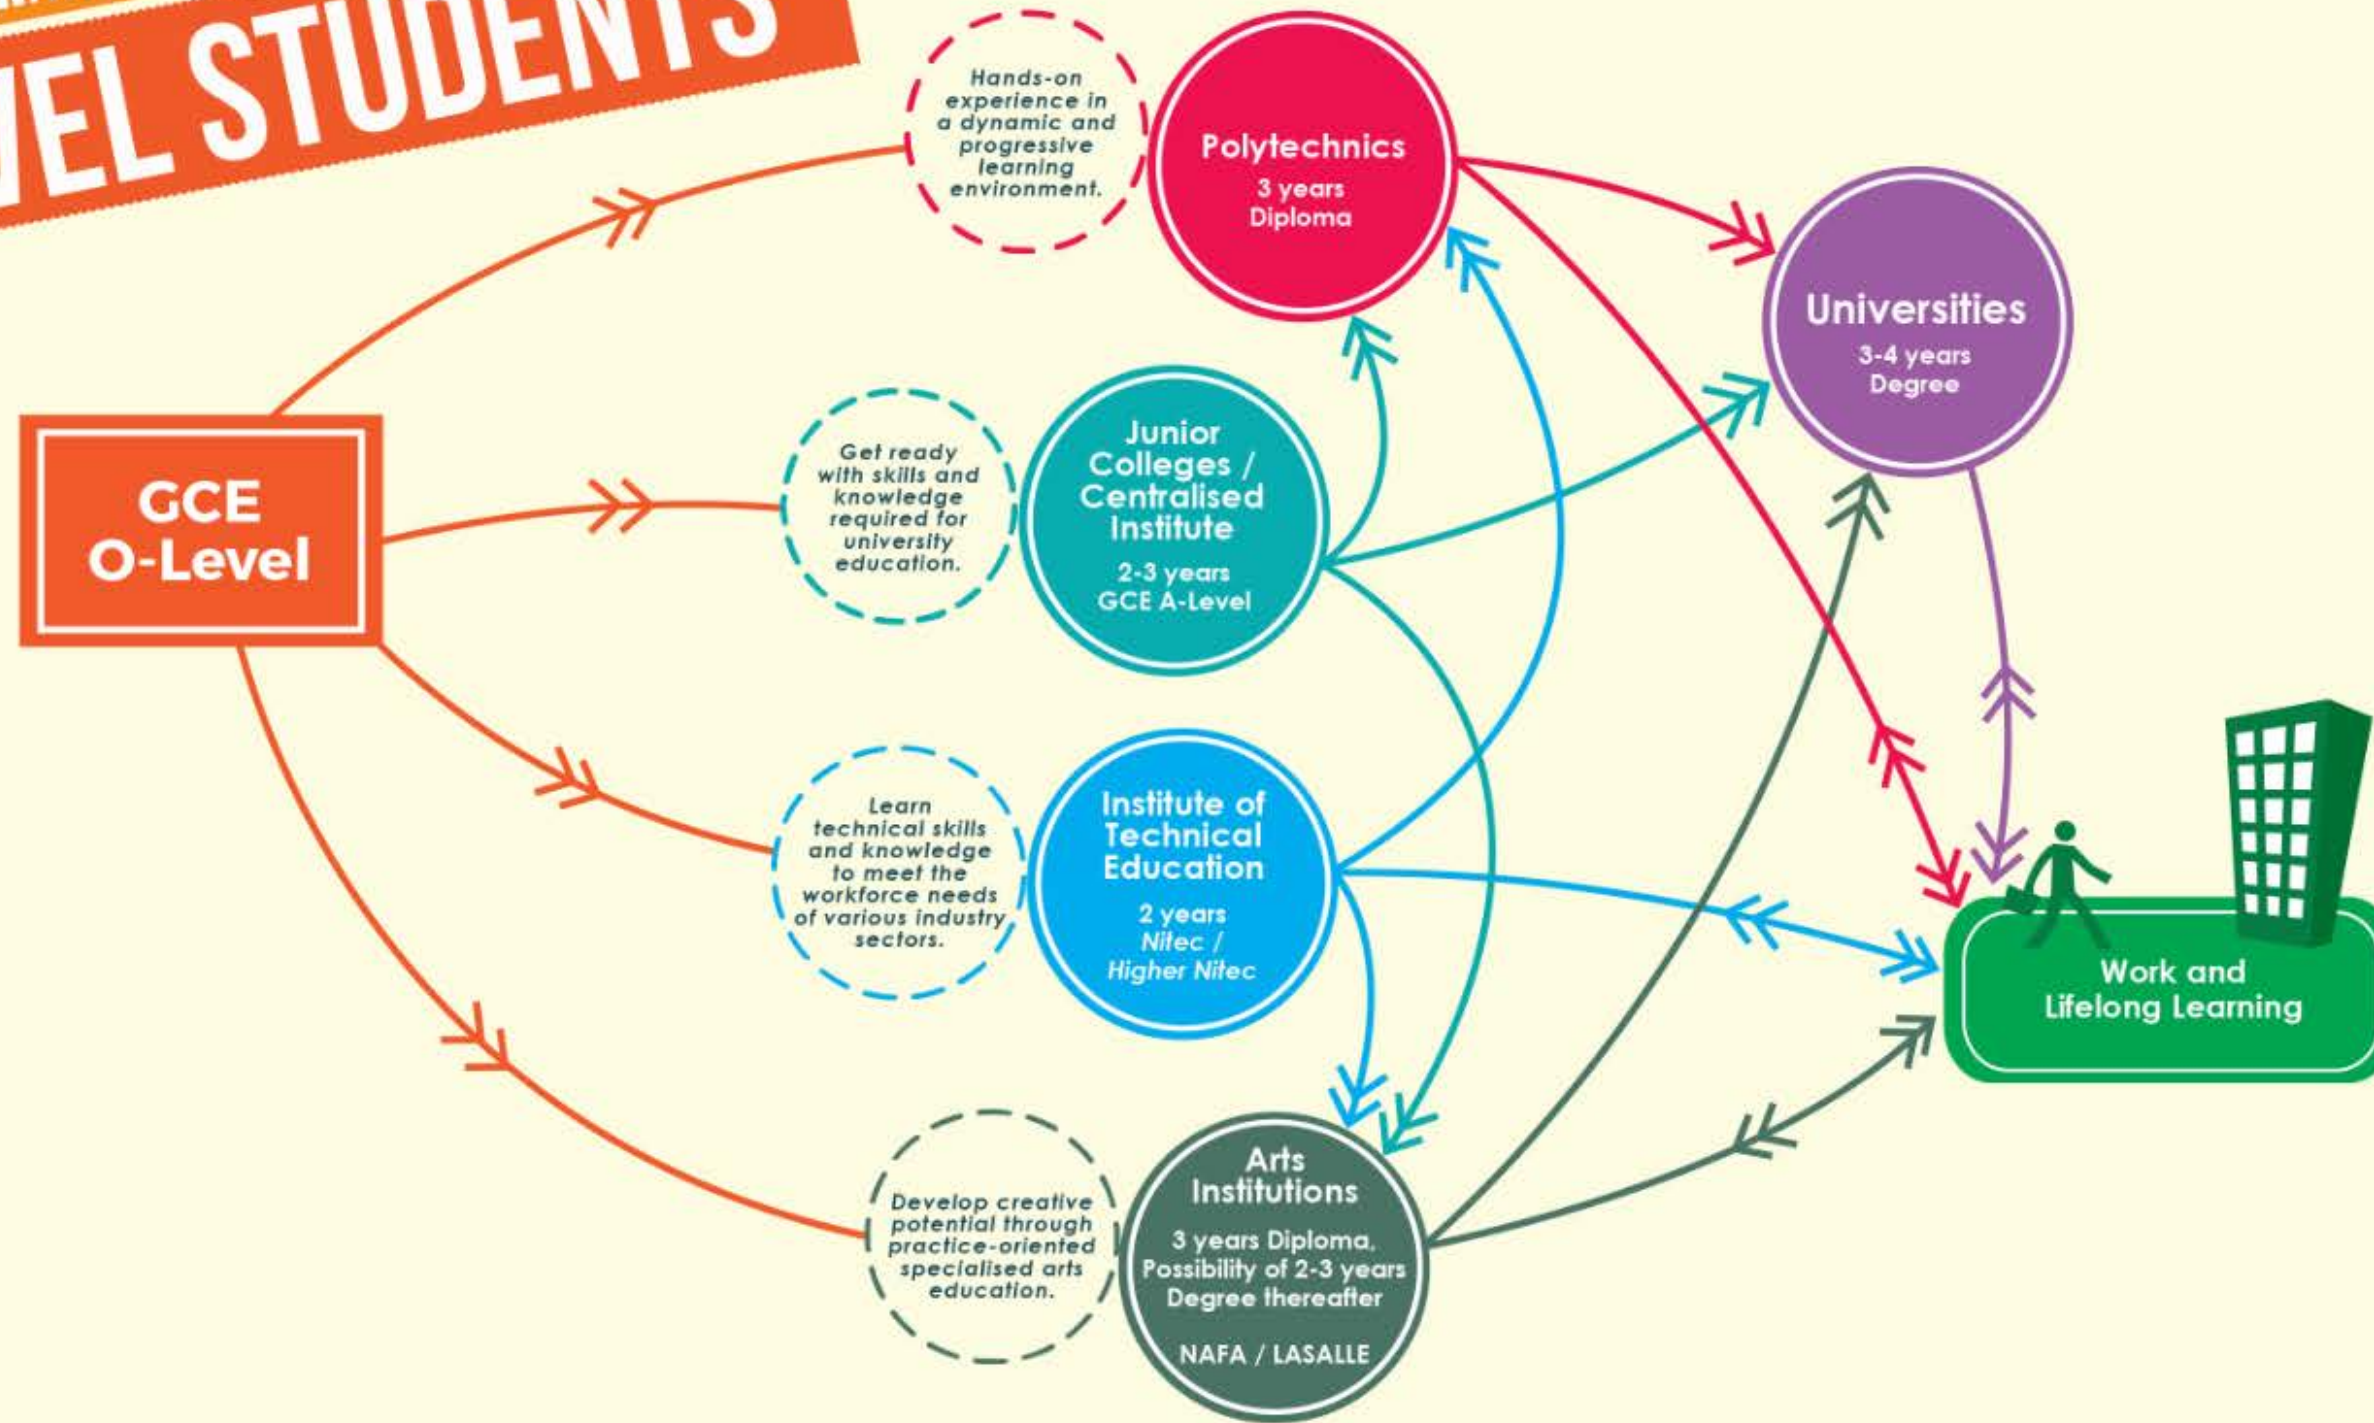 STUDENTS
Hands-on
experience in
a dynamic and
progressive
learning
environment.
Polytechnics
3 years
Diploma
Universities
3-4 years
Degree
GCE
O-Level
Get ready
with skills and
knowledge
required for
university
education.
Junior
Colleges /
Centralised
Institute
2-3 years
GCE A-Level
Learn
technical skills
and knowledge
to meet the
workforce needs
of various industry
sectors.
Institute of
Technical
Education
2 years
Nitec /
Higher Nitec
Work and
Lifelong Learning
Develop creative
potential through
practice-oriented
specialised arts
education.
Arts
Institutions
3 years Diploma,
Possibility of 2-3 years
Degree thereafter
NAFA / LASALLE